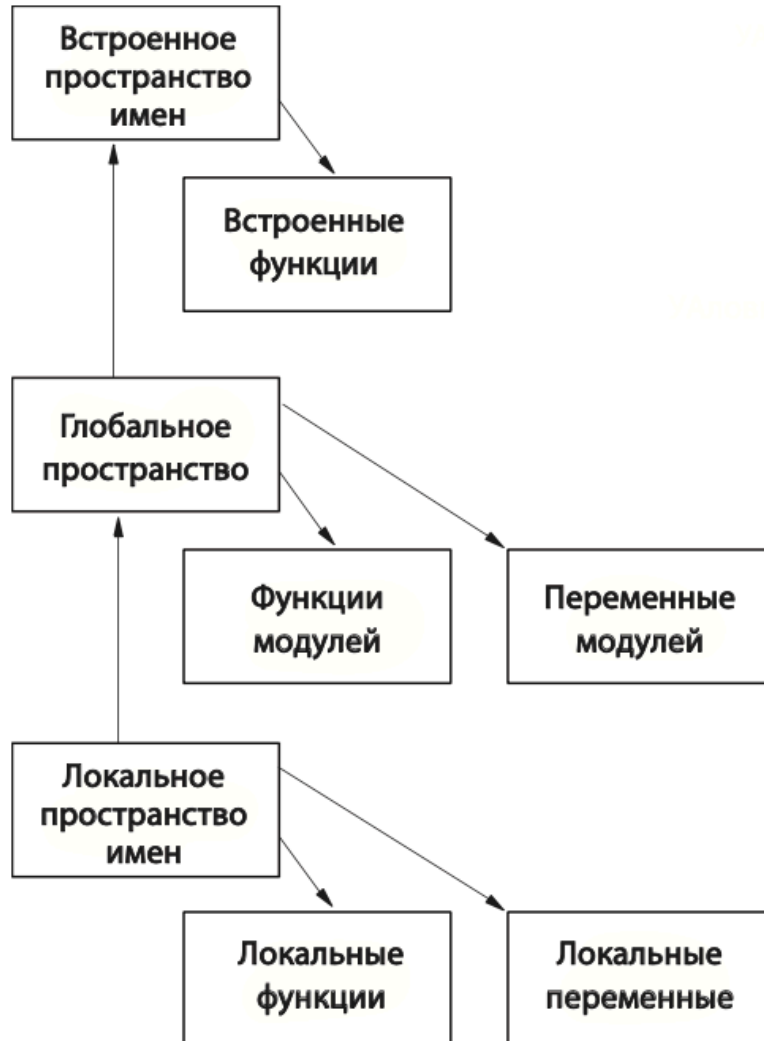 Встроенное
пространство
имен
Встроенные
функции
Глобальное
пространство
Функции
модулей
Переменные
модулей
Локальное
пространство
имен
Локальные
функции
Локальные
переменные